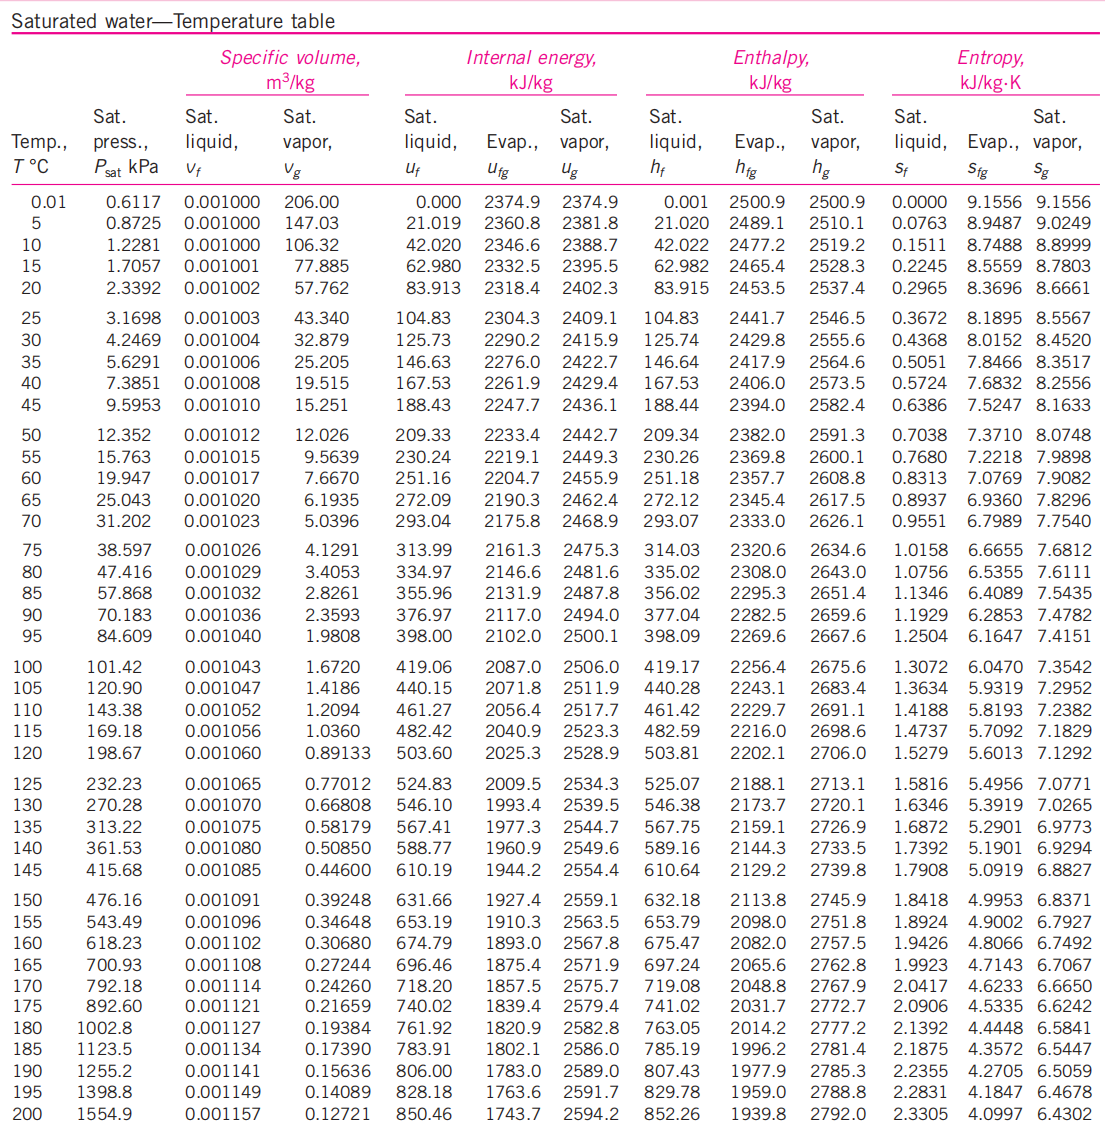 Saturated water—Temperature table
Specific volume, Internal energy, Enthalpy, Entropy,
m³/kg kJ/kg kJ/kg kJ/kg·K
Sat. Sat. Sat. Sat. Sat. Sat. Sat. Sat. Sat.
Temp., press., liquid, vapor, liquid, Evap., vapor, liquid, Evap., vapor, liquid, Evap., vapor,
T °C Psat kPa vf vg uf ufg ug hf hfg hg sf sfg sg
0.01 0.6117 0.001000 206.00 0.000 2374.9 2374.9 0.001 2500.9 2500.9 0.0000 9.1556 9.1556
5 0.8725 0.001000 147.03 21.019 2360.8 2381.8 21.020 2489.1 2510.1 0.0763 8.9487 9.0249
10 1.2281 0.001000 106.32 42.020 2346.6 2388.7 42.022 2477.2 2519.2 0.1511 8.7488 8.8999
15 1.7057 0.001001 77.885 62.980 2332.5 2395.5 62.982 2465.4 2528.3 0.2245 8.5559 8.7803
20 2.3392 0.001002 57.762 83.913 2318.4 2402.3 83.915 2453.5 2537.4 0.2965 8.3696 8.6661
25 3.1698 0.001003 43.340 104.83 2304.3 2409.1 104.83 2441.7 2546.5 0.3672 8.1895 8.5567
30 4.2469 0.001004 32.879 125.73 2290.2 2415.9 125.74 2429.8 2555.6 0.4368 8.0152 8.4520
35 5.6291 0.001006 25.205 146.63 2276.0 2422.7 146.64 2417.9 2564.6 0.5051 7.8466 8.3517
40 7.3851 0.001008 19.515 167.53 2261.9 2429.4 167.53 2406.0 2573.5 0.5724 7.6832 8.2556
45 9.5953 0.001010 15.251 188.43 2247.7 2436.1 188.44 2394.0 2582.4 0.6386 7.5247 8.1633
50 12.352 0.001012 12.026 209.33 2233.4 2442.7 209.34 2382.0 2591.3 0.7038 7.3710 8.0748
55 15.763 0.001015 9.5639 230.24 2219.1 2449.3 230.26 2369.8 2600.1 0.7680 7.2218 7.9898
60 19.947 0.001017 7.6670 251.16 2204.7 2455.9 251.18 2357.7 2608.8 0.8313 7.0769 7.9082
65 25.043 0.001020 6.1935 272.09 2190.3 2462.4 272.12 2345.4 2617.5 0.8937 6.9360 7.8296
70 31.202 0.001023 5.0396 293.04 2175.8 2468.9 293.07 2333.0 2626.1 0.9551 6.7989 7.7540
75 38.597 0.001026 4.1291 313.99 2161.3 2475.3 314.03 2320.6 2634.6 1.0158 6.6655 7.6812
80 47.416 0.001029 3.4053 334.97 2146.6 2481.6 335.02 2308.0 2643.0 1.0756 6.5355 7.6111
85 57.868 0.001032 2.8261 355.96 2131.9 2487.8 356.02 2295.3 2651.4 1.1346 6.4089 7.5435
90 70.183 0.001036 2.3593 376.97 2117.0 2494.0 377.04 2282.5 2659.6 1.1929 6.2853 7.4782
95 84.609 0.001040 1.9808 398.00 2102.0 2500.1 398.09 2269.6 2667.6 1.2504 6.1647 7.4151
100 101.42 0.001043 1.6720 419.06 2087.0 2506.0 419.17 2256.4 2675.6 1.3072 6.0470 7.3542
105 120.90 0.001047 1.4186 440.15 2071.8 2511.9 440.28 2243.1 2683.4 1.3634 5.9319 7.2952
110 143.38 0.001052 1.2094 461.27 2056.4 2517.7 461.42 2229.7 2691.1 1.4188 5.8193 7.2382
115 169.18 0.001056 1.0360 482.42 2040.9 2523.3 482.59 2216.0 2698.6 1.4737 5.7092 7.1829
120 198.67 0.001060 0.89133 503.60 2025.3 2528.9 503.81 2202.1 2706.0 1.5279 5.6013 7.1292
125 232.23 0.001065 0.77012 524.83 2009.5 2534.3 525.07 2188.1 2713.1 1.5816 5.4956 7.0771
130 270.28 0.001070 0.66808 546.10 1993.4 2539.5 546.38 2173.7 2720.1 1.6346 5.3919 7.0265
135 313.22 0.001075 0.58179 567.41 1977.3 2544.7 567.75 2159.1 2726.9 1.6872 5.2901 6.9773
140 361.53 0.001080 0.50850 588.77 1960.9 2549.6 589.16 2144.3 2733.5 1.7392 5.1901 6.9294
145 415.68 0.001085 0.44600 610.19 1944.2 2554.4 610.64 2129.2 2739.8 1.7908 5.0919 6.8827
150 476.16 0.001091 0.39248 631.66 1927.4 2559.1 632.18 2113.8 2745.9 1.8418 4.9953 6.8371
155 543.49 0.001096 0.34648 653.19 1910.3 2563.5 653.79 2098.0 2751.8 1.8924 4.9002 6.7927
160 618.23 0.001102 0.30680 674.79 1893.0 2567.8 675.47 2082.0 2757.5 1.9426 4.8066 6.7492
165 700.93 0.001108 0.27244 696.46 1875.4 2571.9 697.24 2065.6 2762.8 1.9923 4.7143 6.7067
170 792.18 0.001114 0.24260 718.20 1857.5 2575.7 719.08 2048.8 2767.9 2.0417 4.6233 6.6650
175 892.60 0.001121 0.21659 740.02 1839.4 2579.4 741.02 2031.7 2772.7 2.0906 4.5335 6.6242
180 1002.8 0.001127 0.19384 761.92 1820.9 2582.8 763.05 2014.2 2777.2 2.1392 4.4448 6.5841
185 1123.5 0.001134 0.17390 783.91 1802.1 2586.0 785.19 1996.2 2781.4 2.1875 4.3572 6.5447
190 1255.2 0.001141 0.15636 806.00 1783.0 2589.0 807.43 1977.9 2785.3 2.2355 4.2705 6.5059
195 1398.8 0.001149 0.14089 828.18 1763.6 2591.7 829.78 1959.0 2788.8 2.2831 4.1847 6.4678
200 1554.9 0.001157 0.12721 850.46 1743.7 2594.2 852.26 1939.8 2792.0 2.3305 4.0997 6.4302